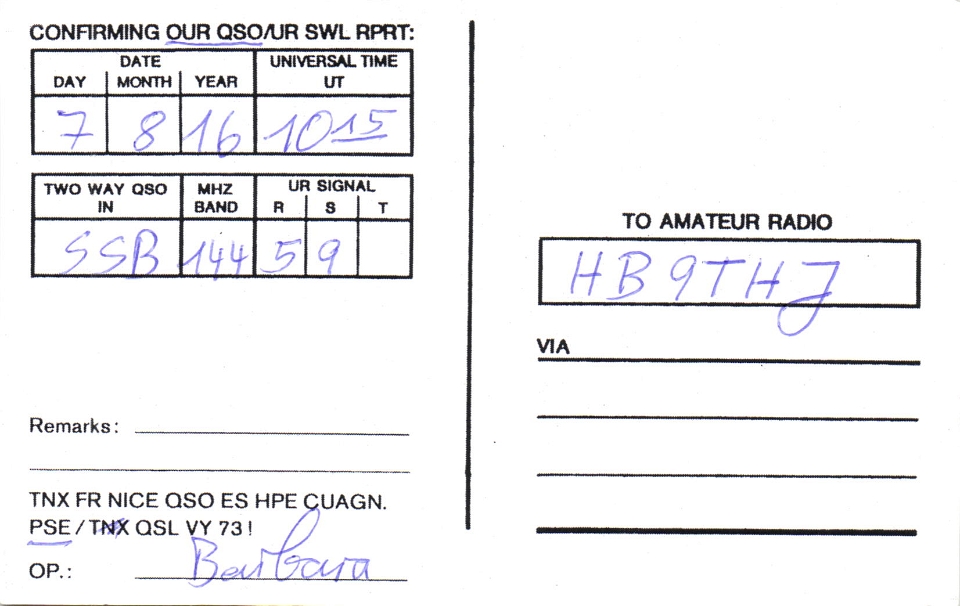 CONFIRMING OUR QSO/UR SWL RPRT:
DATE
UNIVERSAL TIME
DAY MONTH YEAR UT
7 8 16 1015
TWO WAY QSO MHZ UR SIGNAL
IN BAND R S T
SSB 144 5 9
TO AMATEUR RADIO
HB9THJ
VIA
Remarks:
TNX FR NICE QSO ES HPE CUAGN.
PSE / TNX QSL VY 73!
OP.: Barbara